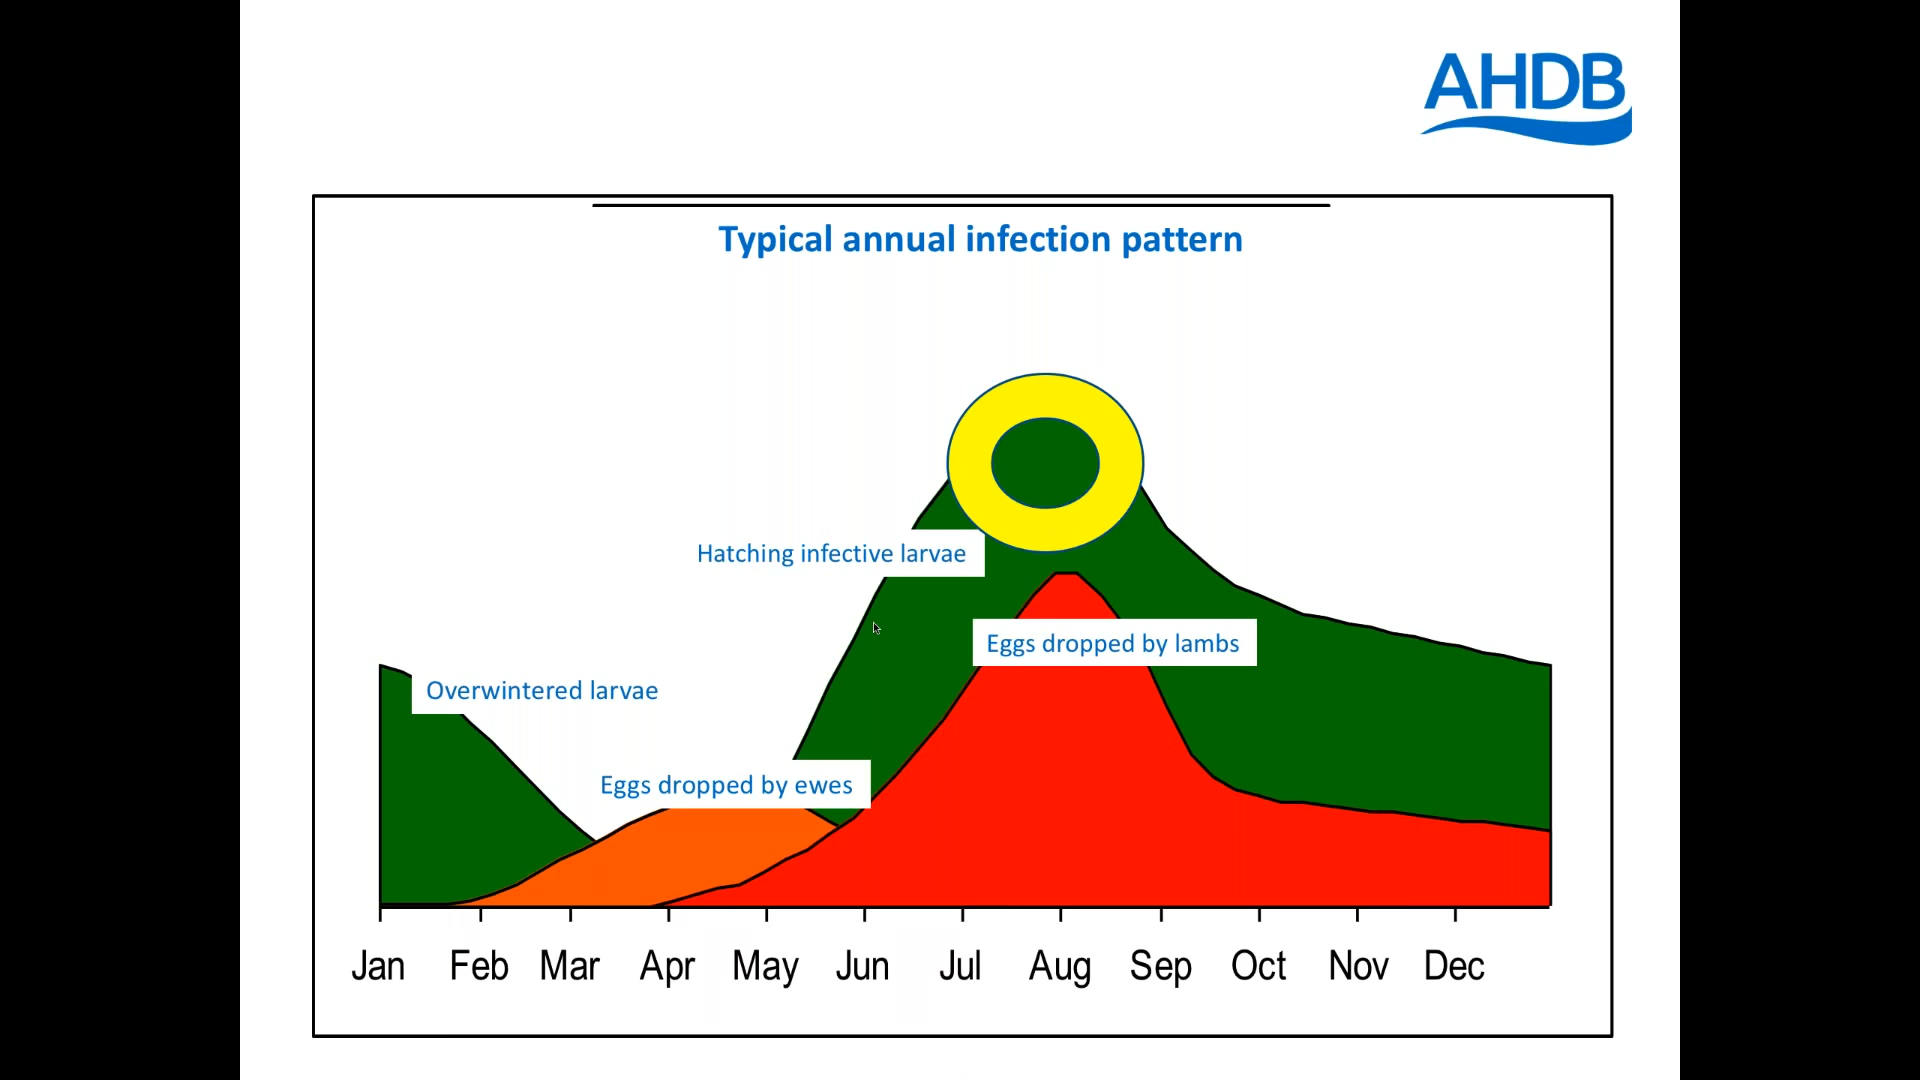 AHDB
Typical annual infection pattern
Hatching infective larvae
Eggs dropped by lambs
Overwintered larvae
Eggs dropped by ewes
Jan Feb Mar Apr May Jun Jul Aug Sep Oct Nov Dec